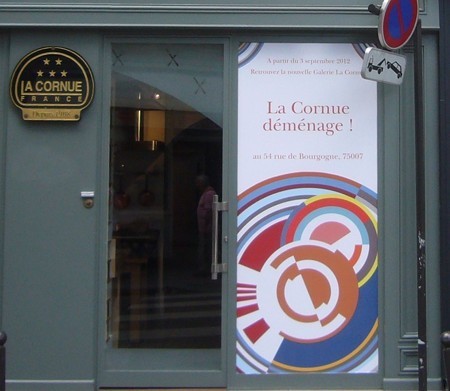 LA CORNUE
FRANCE
Depuis 1908
À partir du 3 septembre 2012
Retrouvez la nouvelle Galerie La Cornue
La Cornue
déménage !
au 54 rue de Bourgogne, 75007